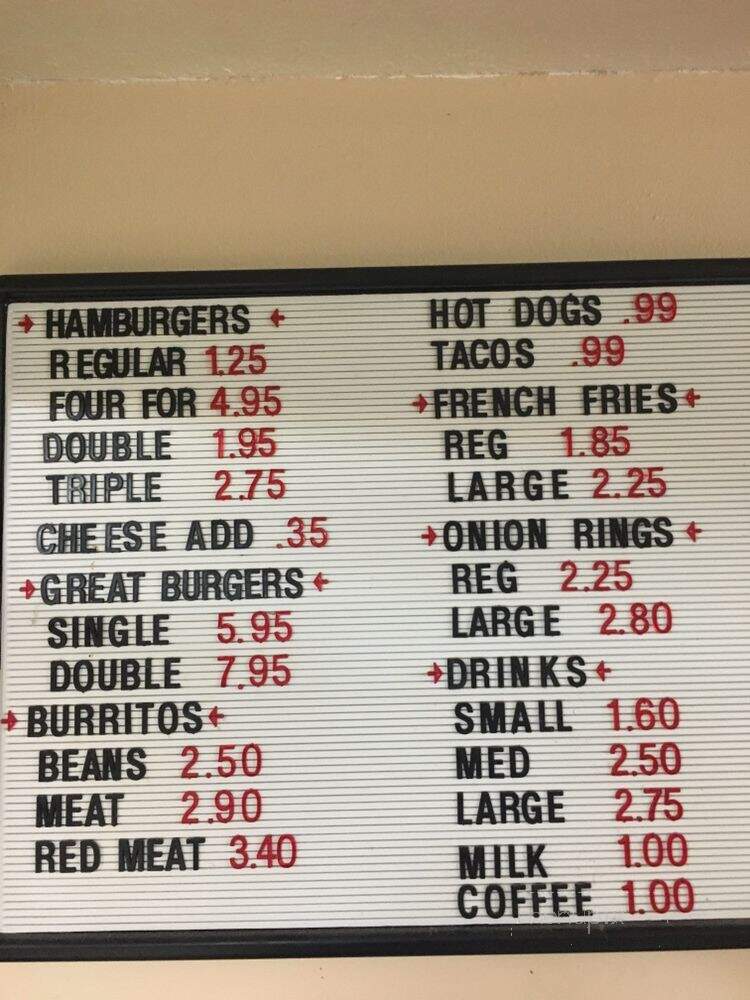 HAMBURGERS
REGULAR 1.25
FOUR FOR 4.95
DOUBLE 1.95
TRIPLE 2.75
CHEESE ADD .35
GREAT BURGERS
SINGLE 5.95
DOUBLE 7.95
BURRITOS
BEANS 2.50
MEAT 2.90
RED MEAT 3.40
HOT DOGS .99
TACOS .99
FRENCH FRIES
REG 1.85
LARGE 2.25
ONION RINGS
REG 2.25
LARGE 2.80
DRINKS
SMALL 1.60
MED 2.50
LARGE 2.75
MILK 1.00
COFFEE 1.00